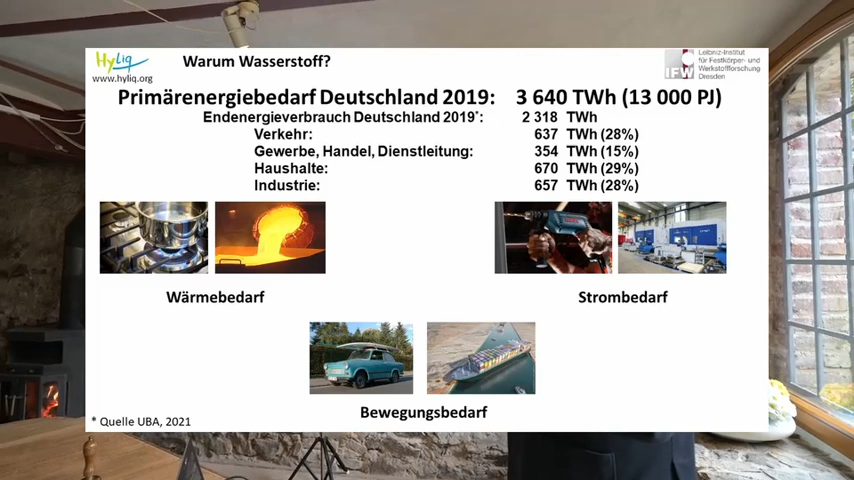 HyLiq
www.hyliq.org
Warum Wasserstoff?
IFW
Leibniz-Institut
für Festkörper- und
Werkstoffforschung
Dresden
Primärenergiebedarf Deutschland 2019: 3 640 TWh (13 000 PJ)
Endenergieverbrauch Deutschland 2019*: 2 318 TWh
Verkehr: 637 TWh (28%)
Gewerbe, Handel, Dienstleitung: 354 TWh (15%)
Haushalte: 670 TWh (29%)
Industrie: 657 TWh (28%)
Wärmebedarf
Strombedarf
Bewegungsbedarf
* Quelle UBA, 2021